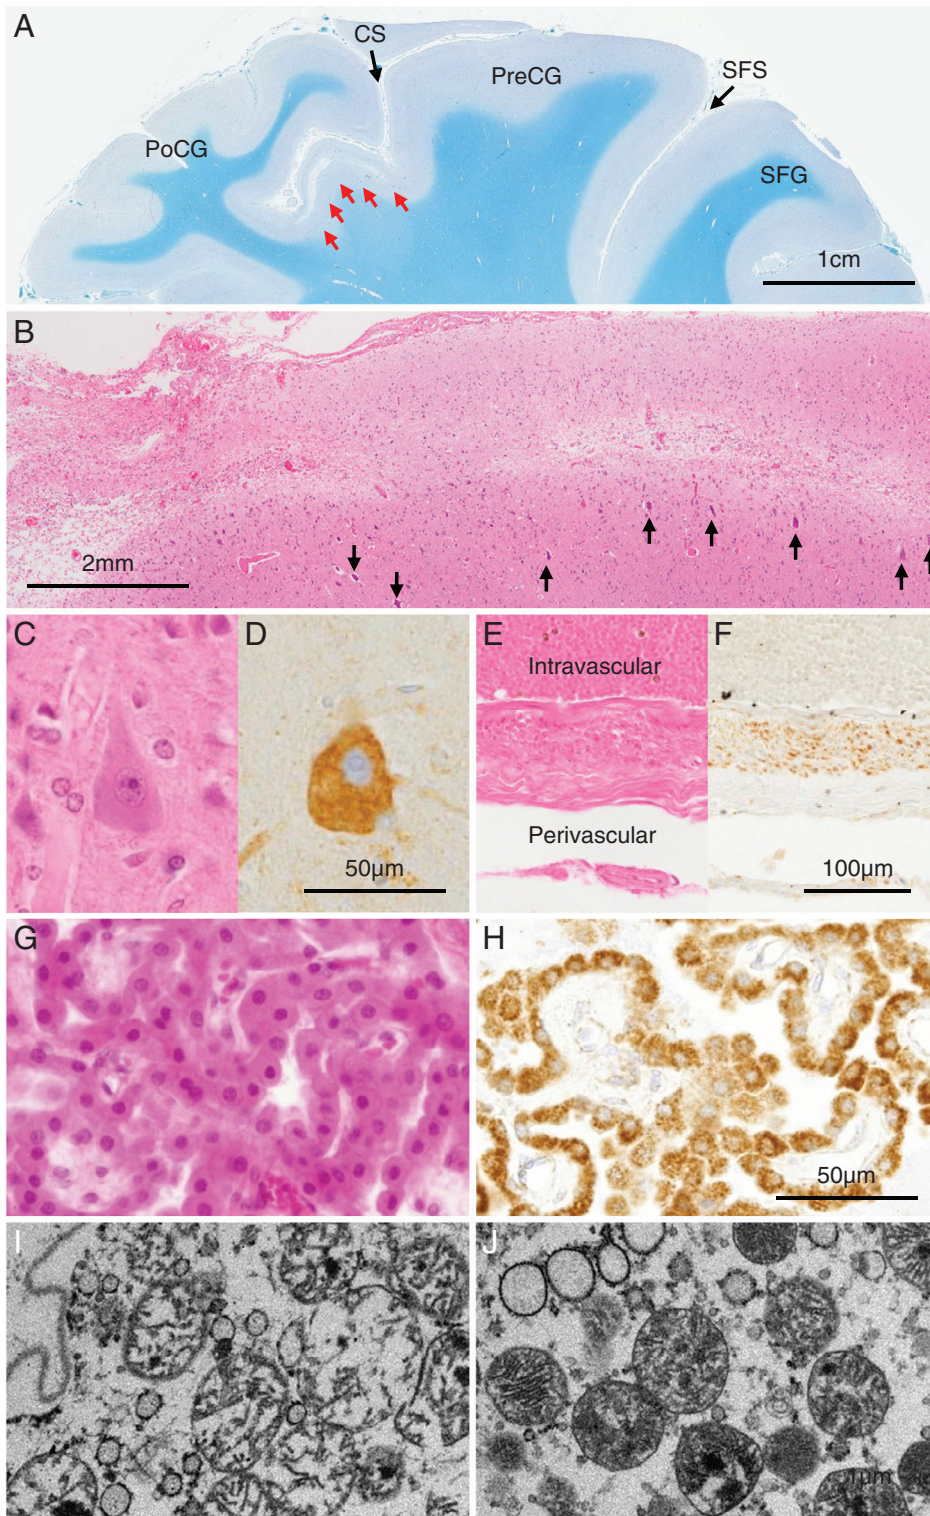 A
CS
PreCG
SFS
PoCG
SFG
1cm
B
2mm
C
D
50µm
E
Intravascular
Perivascular
F
100µm
G
H
50µm
I
J
1µm